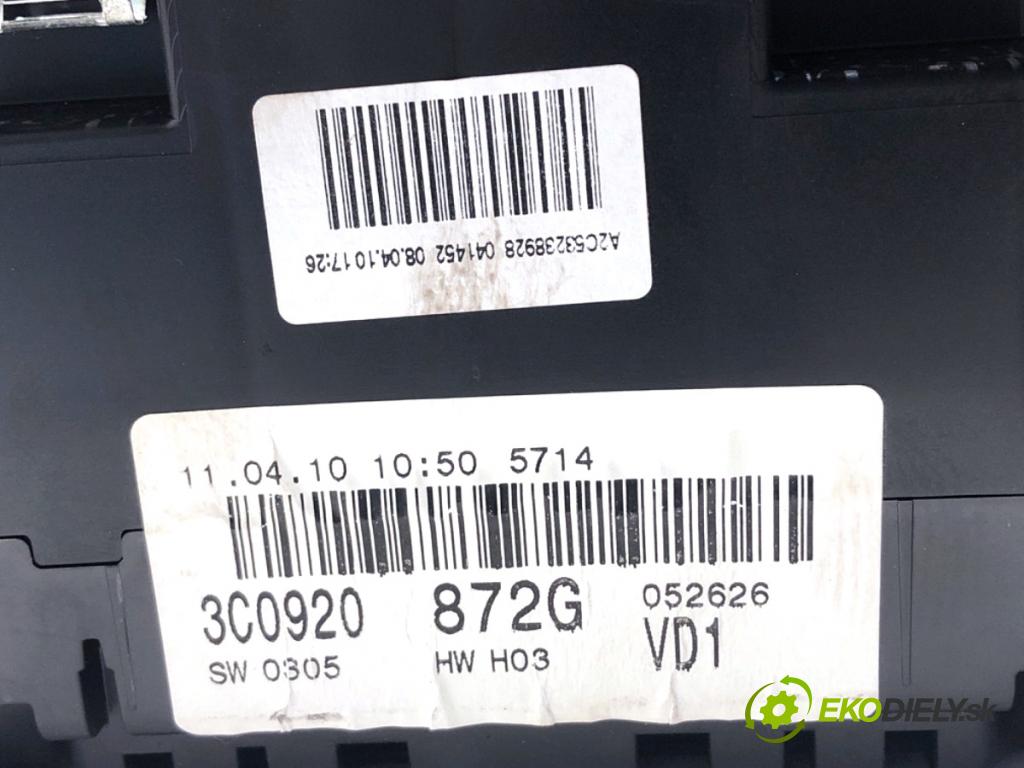 A2C53238928 041452 08.04.10 17:26
11.04.10 10:50 5714
3C0920 872G 052626
SW 0305 HW H03 VD1
EKODIELY.sk